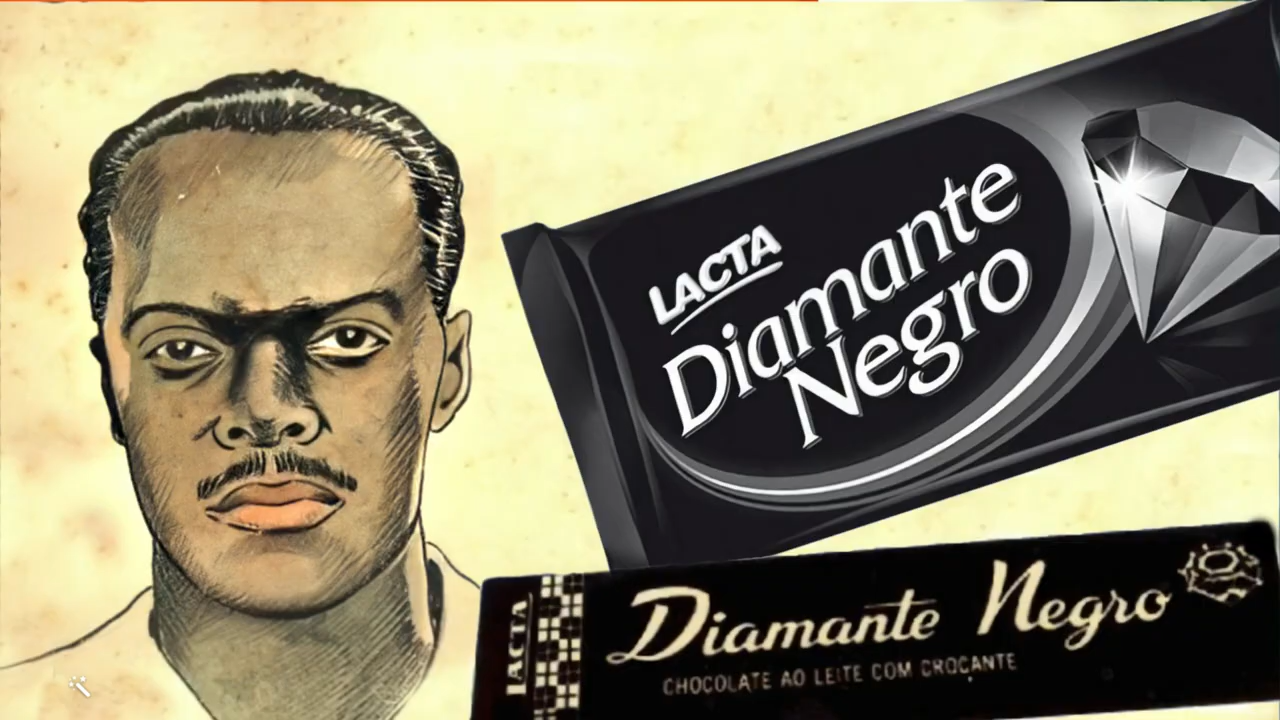 LACTA
Diamante
Negro
LACTA
Diamante Negro
CHOCOLATE AO LEITE COM CROCANTE